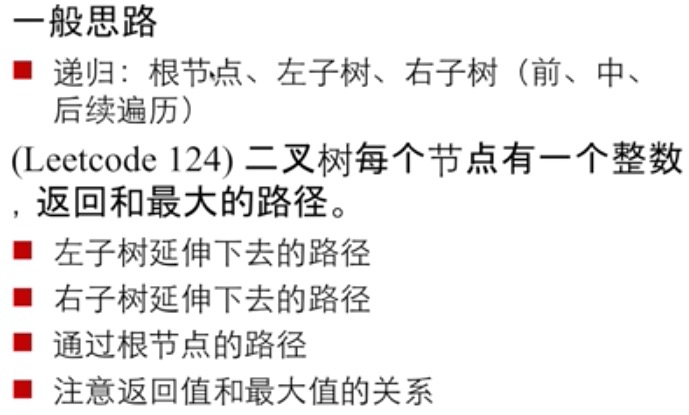 一般思路
递归：根节点、左子树、右子树（前、中、
后续遍历）
(Leetcode 124) 二叉树每个节点有一个整数
，返回和最大的路径。
左子树延伸下去的路径
右子树延伸下去的路径
通过根节点的路径
注意返回值和最大值的关系